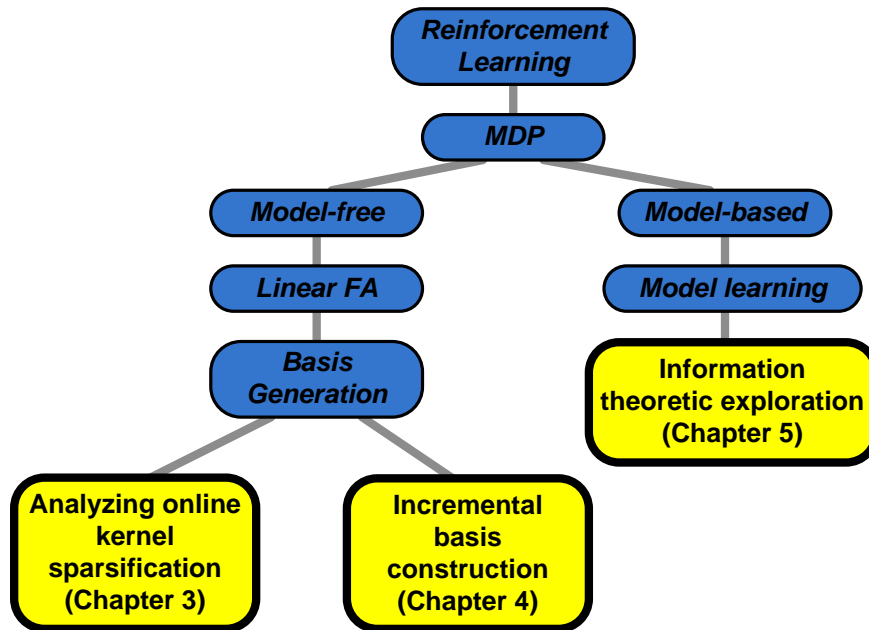 Reinforcement
Learning
MDP
Model-free
Model-based
Linear FA
Model learning
Basis
Generation
Information
theoretic exploration
(Chapter 5)
Analyzing online
kernel
sparsification
(Chapter 3)
Incremental
basis
construction
(Chapter 4)